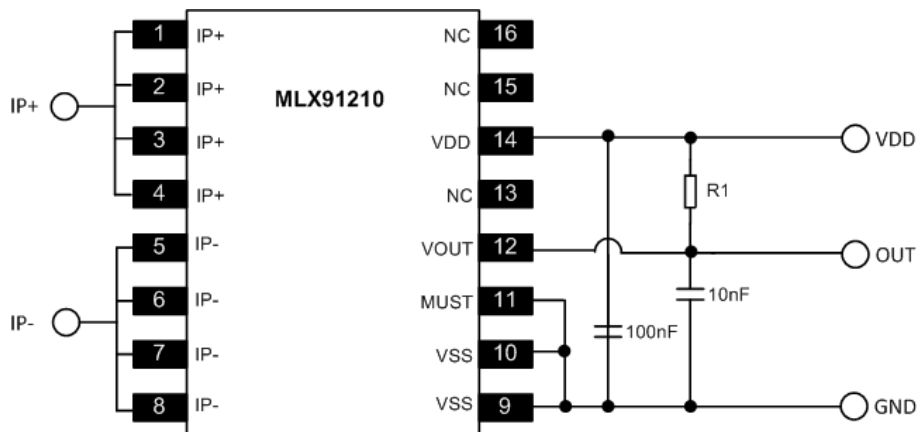 1 IP+ NC 16
2 IP+ NC 15
IP+ MLX91210
3 IP+ VDD 14 VDD
4 IP+ NC 13
R1
5 IP- VOUT 12 OUT
6 IP- MUST 11
10nF
IP-
7 IP- VSS 10
100nF
8 IP- VSS 9 GND